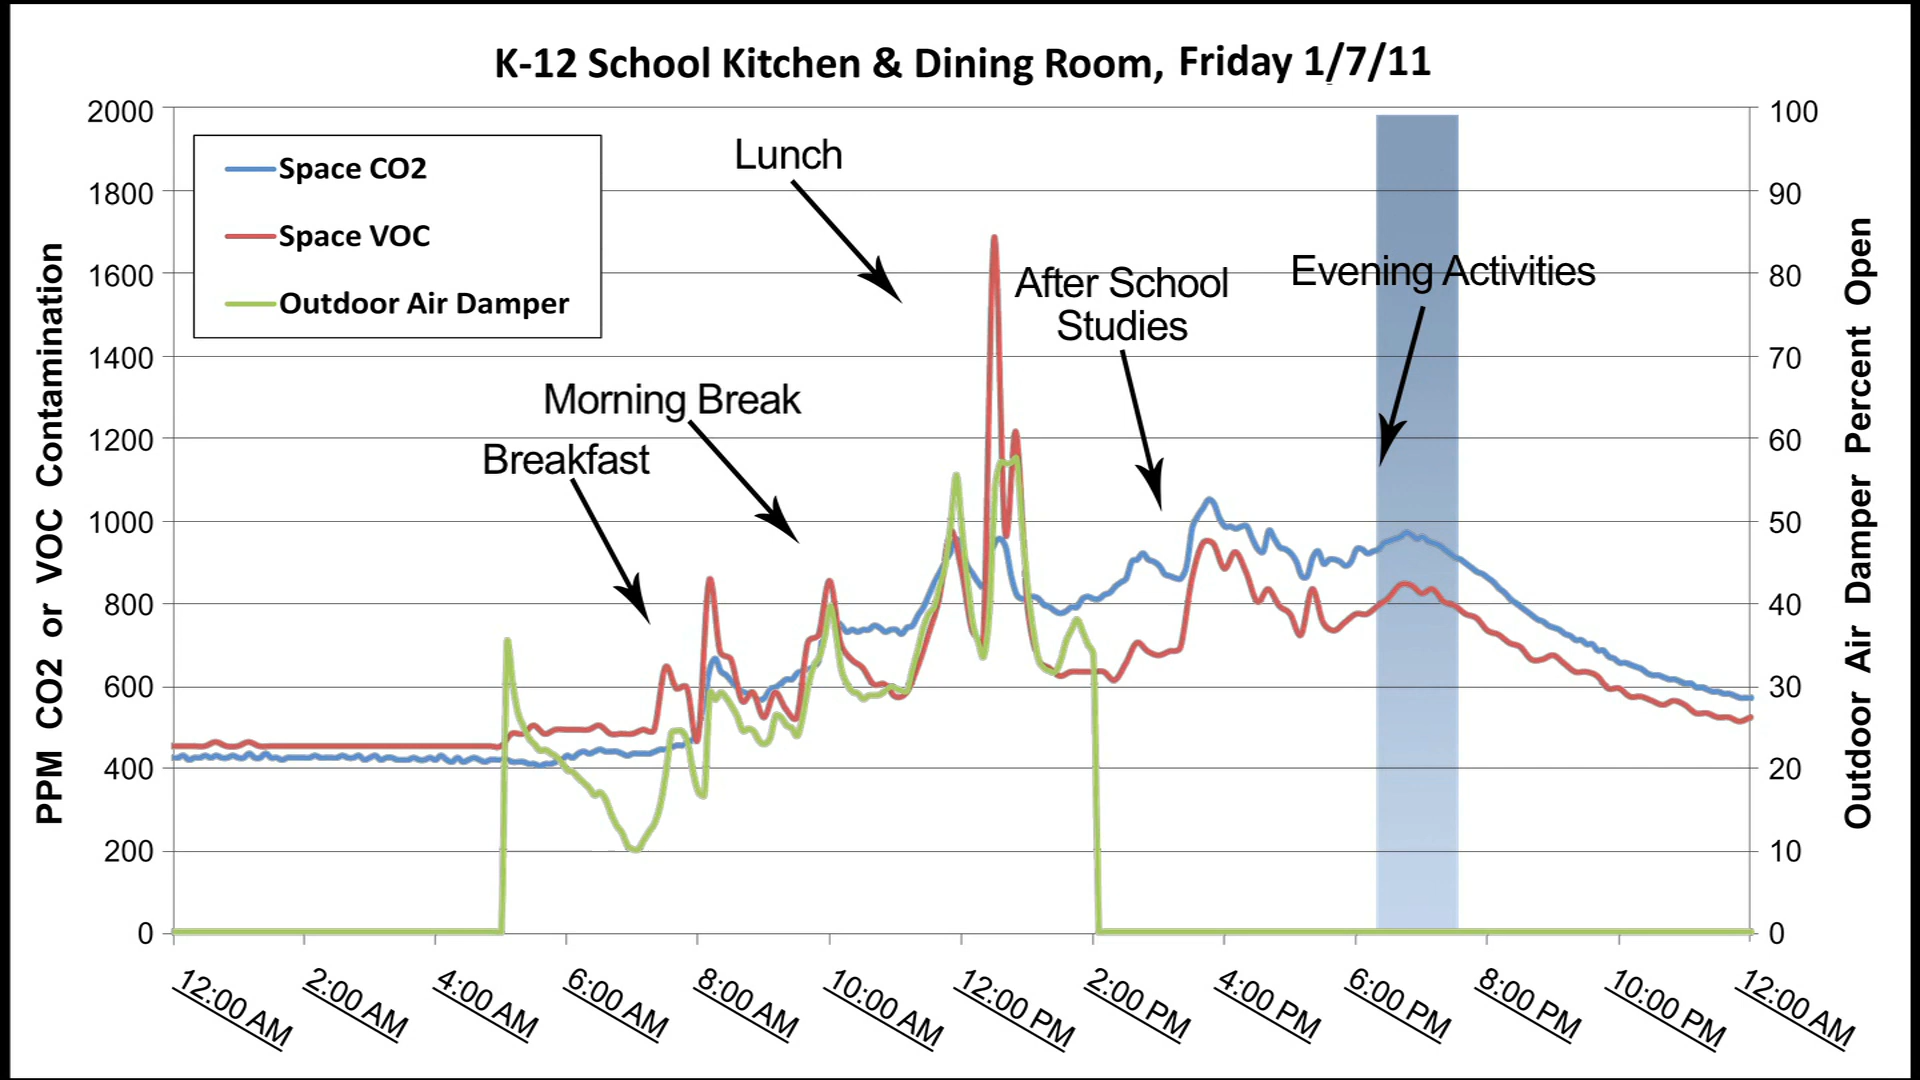 K-12 School Kitchen & Dining Room, Friday 1/7/11
2000
1800
1600
1400
1200
1000
800
600
400
200
0
PPM CO2 or VOC Contamination
Space CO2
Space VOC
Outdoor Air Damper
Lunch
After School
Studies
Evening Activities
Morning Break
Breakfast
100
90
80
70
60
50
40
30
20
10
0
Outdoor Air Damper Percent Open
12:00 AM
2:00 AM
4:00 AM
6:00 AM
8:00 AM
10:00 AM
12:00 PM
2:00 PM
4:00 PM
6:00 PM
8:00 PM
10:00 PM
12:00 AM